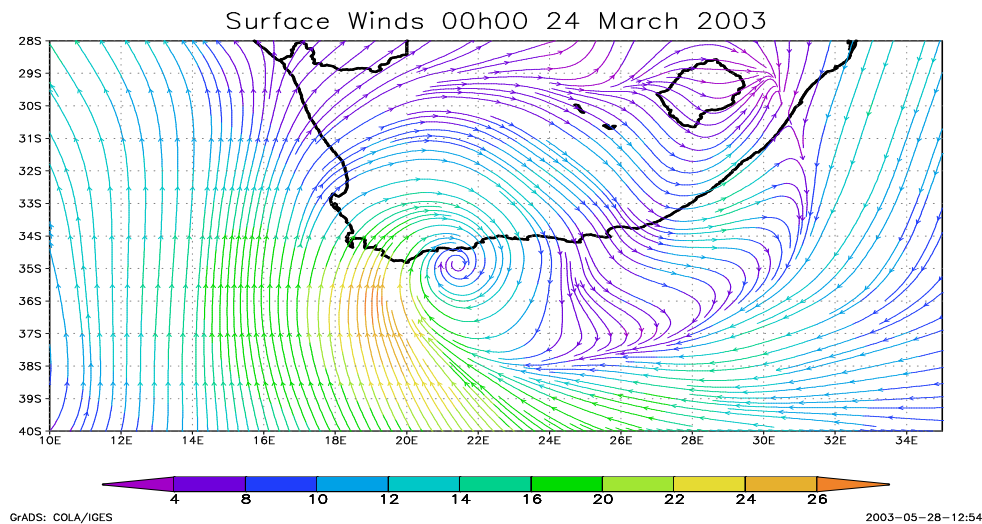 Surface Winds 00h00 24 March 2003
28S
29S
30S
31S
32S
33S
34S
35S
36S
37S
38S
39S
40S
10E 12E 14E 16E 18E 20E 22E 24E 26E 28E 30E 32E 34E
4 8 10 12 14 16 20 22 24 26
GrADS: COLA/IGES 2003-05-28-12:54